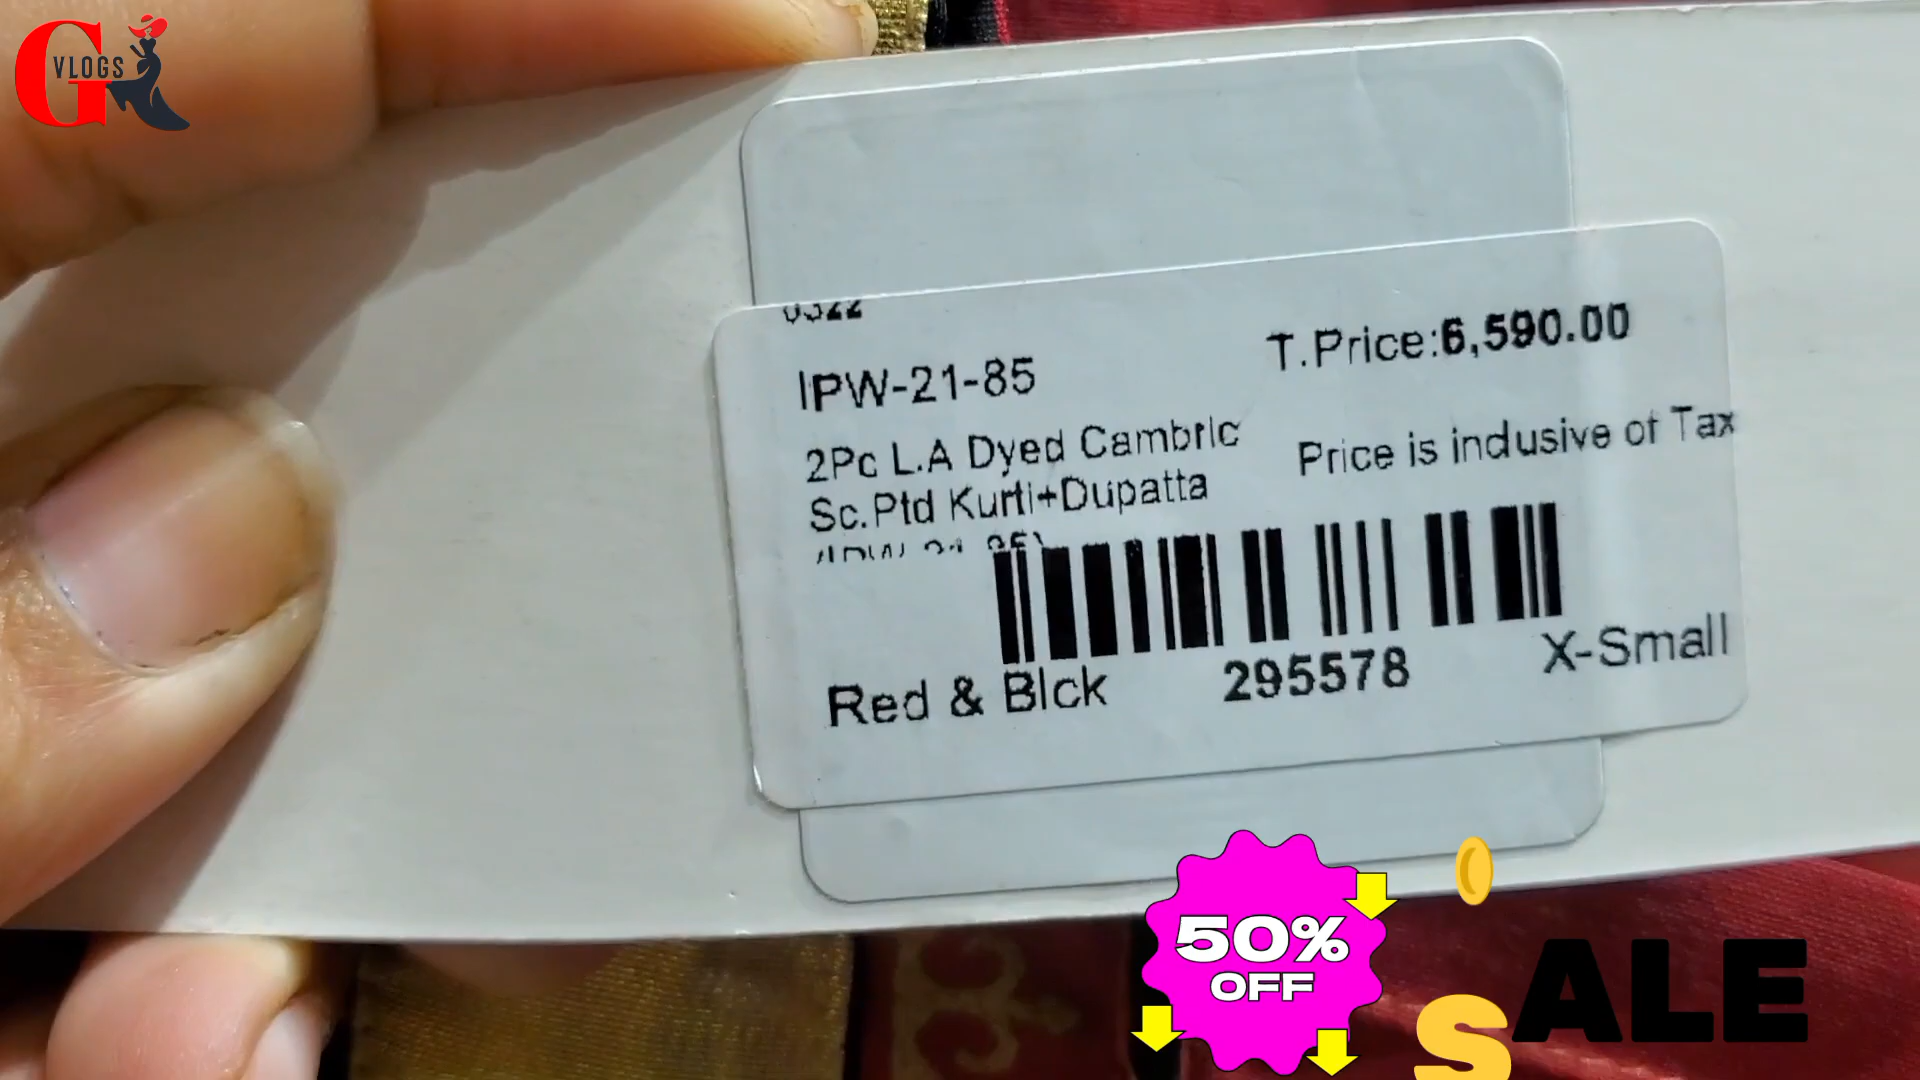 G VLOGS
0322
IPW-21-85
T.Price:6,590.00
2Pc L.A Dyed Cambric
Sc.Ptd Kurti+Dupatta
Price is inclusive of Tax
Red & Blck
295578
X-Small
50%
OFF
SALE